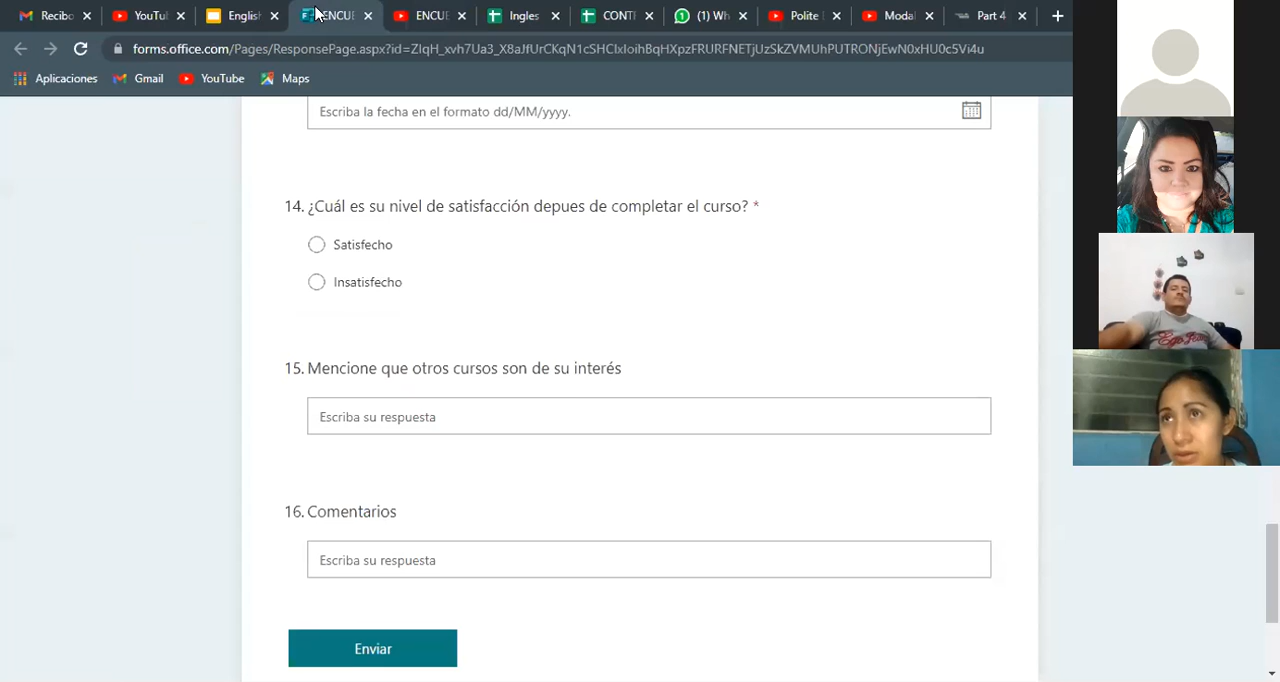 Recibo
YouTu
English
ENCUE
ENCUE
Ingles
CONTI
(1) Wh
Polite I
Modal
Part 4
forms.office.com/Pages/ResponsePage.aspx?id=ZIqH_xvh7Ua3_X8aJfUrCKqN1cSHClxIoihBqHXpzFRURFNETjUzSkZVMUhPUTRONjEwN0xHU0c5Vi4u
Aplicaciones
Gmail
YouTube
Maps
Escriba la fecha en el formato dd/MM/yyyy.
14. ¿Cuál es su nivel de satisfacción depues de completar el curso? *
Satisfecho
Insatisfecho
15. Mencione que otros cursos son de su interés
Escriba su respuesta
16. Comentarios
Escriba su respuesta
Enviar